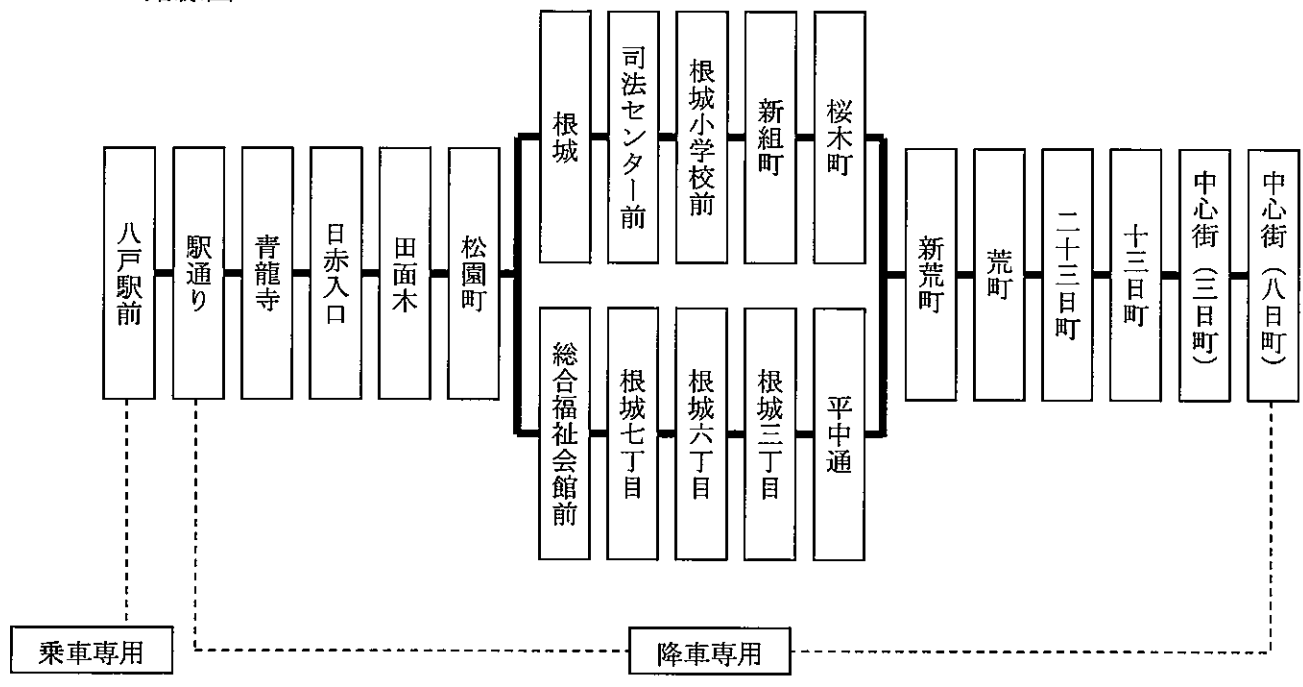 八戸駅前
駅通り
青龍寺
日赤入口
田面木
松園町
根城
司法センター前
根城小学校前
新組町
桜木町
総合福祉会館前
根城七丁目
根城六丁目
根城三丁目
平中通
新荒町
荒町
二十三日町
十三日町
中心街（三日町）
中心街（八日町）
乗車専用
降車専用